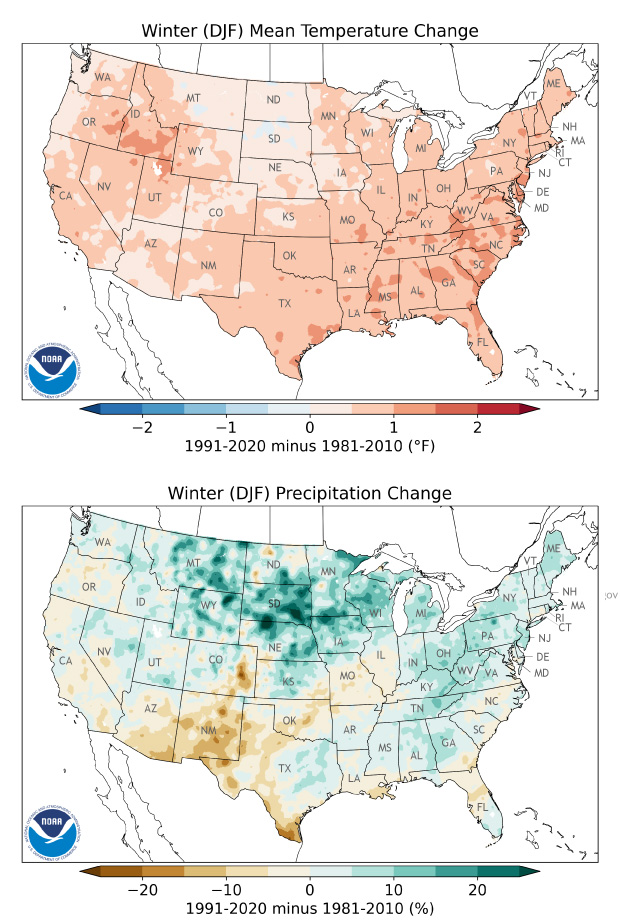 Winter (DJF) Mean Temperature Change
WA
MT
ND
MN
ME
VT
OR
ID
WY
SD
WI
MI
NY
NH
MA
RI
CT
NV
UT
NE
IA
PA
NJ
CA
CO
KS
MO
IL
IN
OH
WV
VA
DE
MD
KY
AZ
NM
OK
AR
TN
NC
SC
TX
LA
MS
AL
GA
FL
NOAA
−2 −1 0 1 2
1991-2020 minus 1981-2010 (°F)
Winter (DJF) Precipitation Change
WA
MT
ND
MN
ME
VT
OR
ID
WY
SD
WI
MI
NY
NH
MA
RI
CT
NV
UT
NE
IA
PA
NJ
CA
CO
KS
MO
IL
IN
OH
WV
VA
DE
MD
KY
AZ
NM
OK
AR
TN
NC
SC
TX
LA
MS
AL
GA
FL
NOAA
−20 −10 0 10 20
1991-2020 minus 1981-2010 (%)